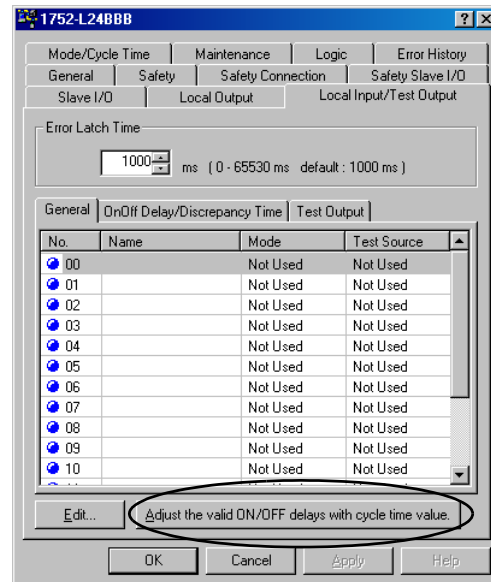 1752-L24BBB
Mode/Cycle Time Maintenance Logic Error History
General Safety Safety Connection Safety Slave I/O
Slave I/O Local Output Local Input/Test Output
Error Latch Time
1000 ms ( 0 - 65530 ms default : 1000 ms )
General OnOff Delay/Discrepancy Time Test Output
No. Name Mode Test Source
00 Not Used Not Used
01 Not Used Not Used
02 Not Used Not Used
03 Not Used Not Used
04 Not Used Not Used
05 Not Used Not Used
06 Not Used Not Used
07 Not Used Not Used
08 Not Used Not Used
09 Not Used Not Used
10 Not Used Not Used
Edit... Adjust the valid ON/OFF delays with cycle time value.
OK Cancel Apply Help